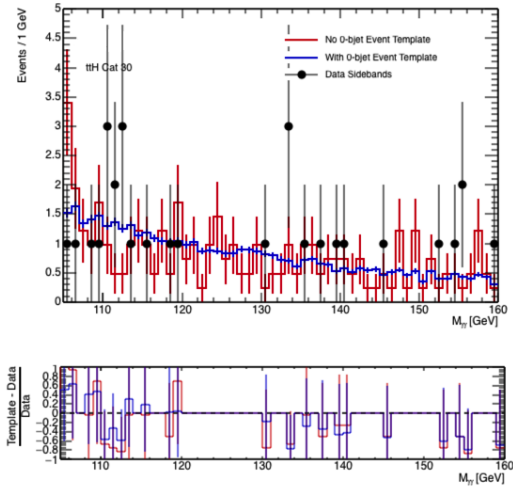 Events / 1 GeV
5
4.5
4
3.5
3
2.5
2
1.5
1
0.5
0
ttH Cat 30
No 0-bjet Event Template
With 0-bjet Event Template
Data Sidebands
110 120 130 140 150 160
Mγγ [GeV]
Template - Data
Data
1
0.8
0.6
0.4
0.2
0
-0.2
-0.4
-0.6
-0.8
-1
110 120 130 140 150 160
Mγγ [GeV]